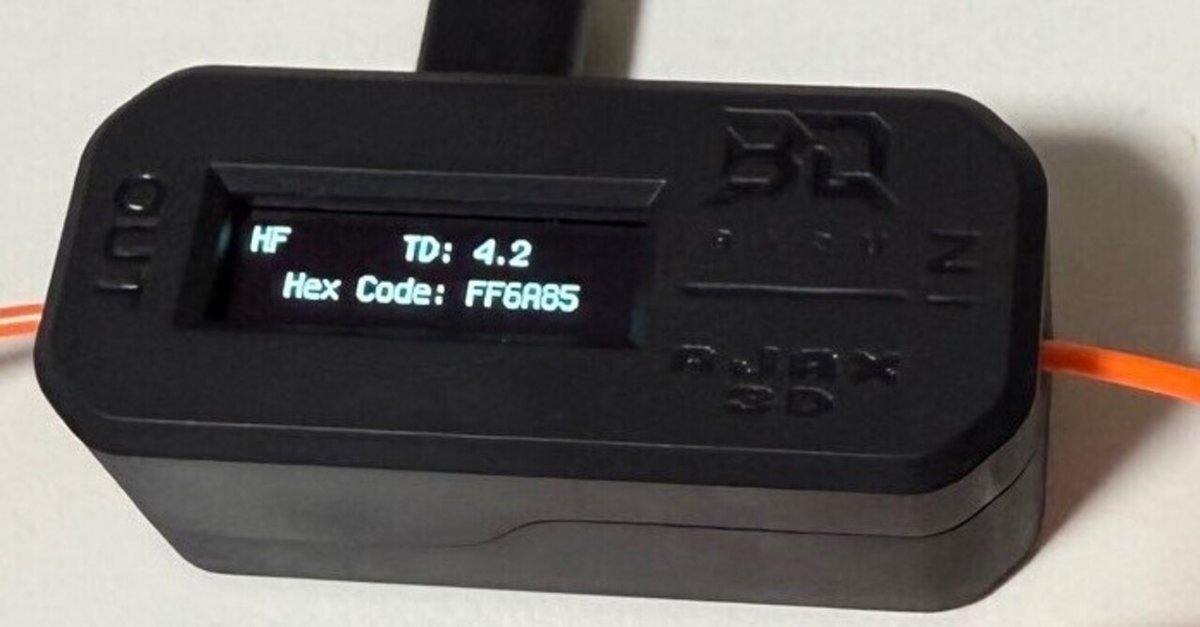 OUT
HF TD: 4.2
Hex Code: FF6A85
IN
AJAX
3D